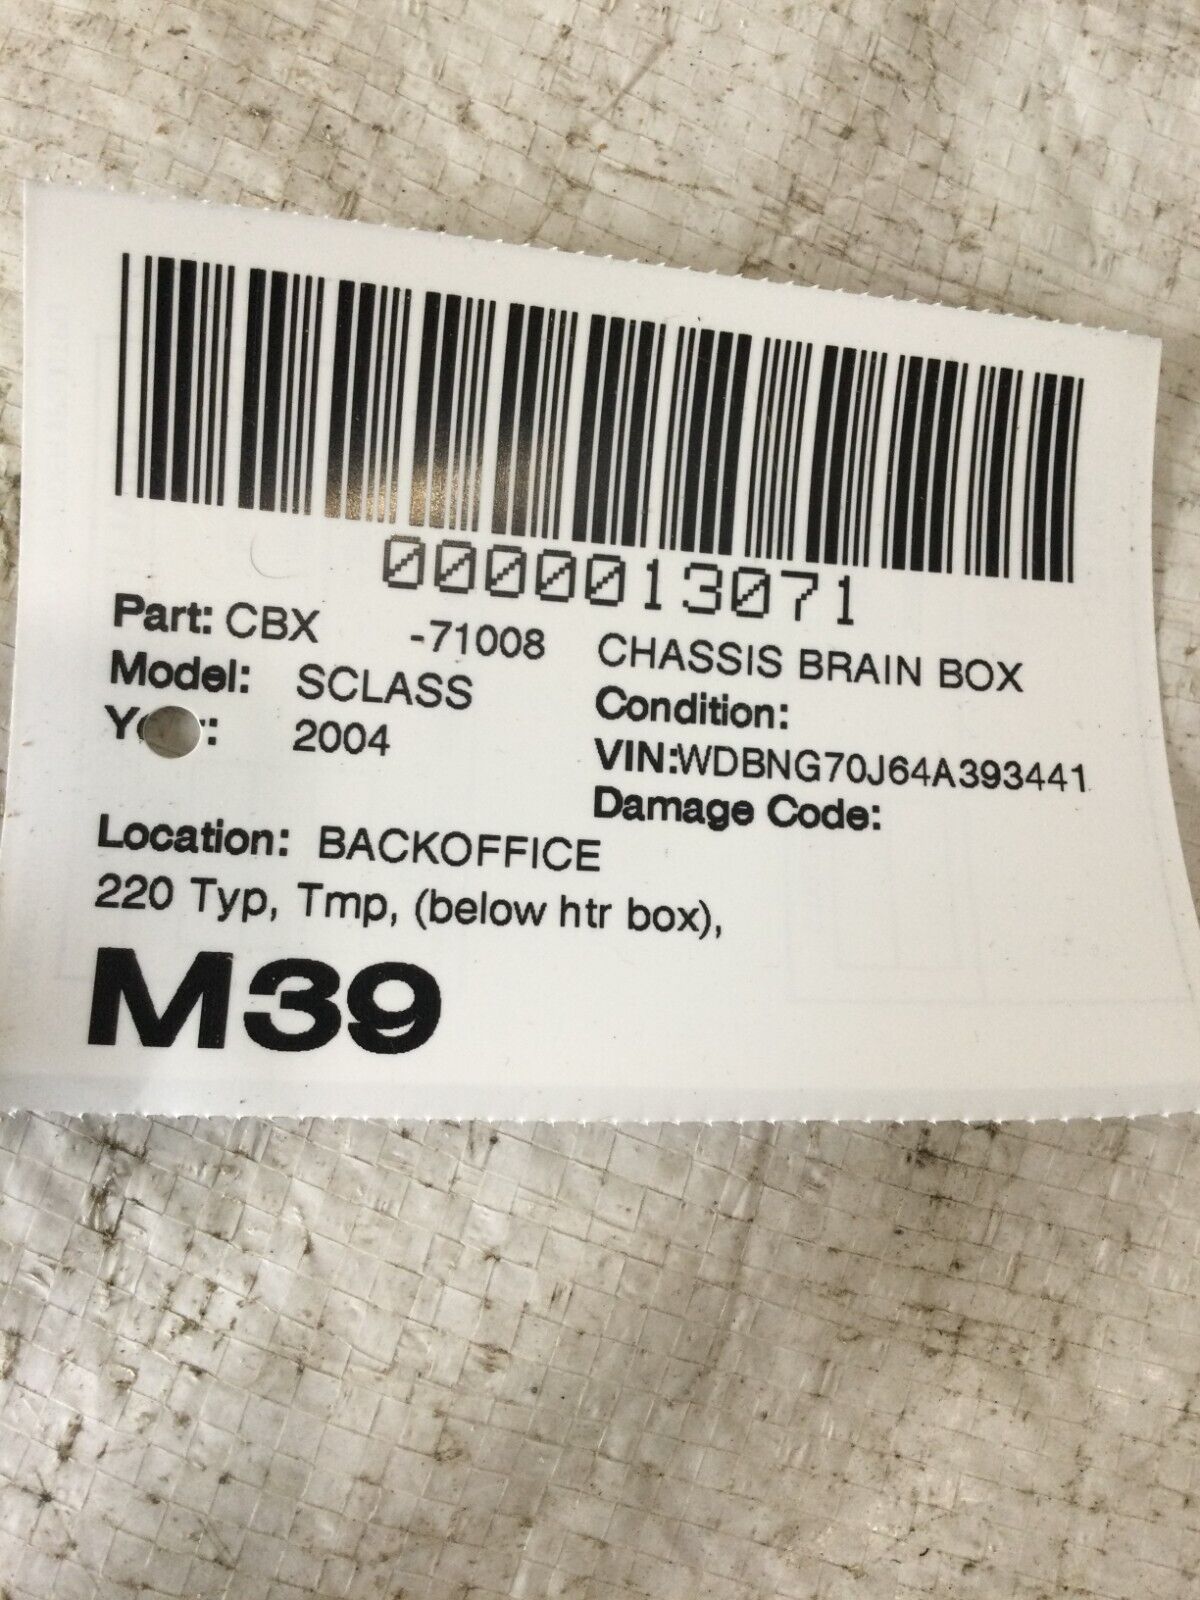 0000013071
Part: CBX -71008 CHASSIS BRAIN BOX
Model: SCLASS Condition:
2004 VIN:WDBNG70J64A393441
Damage Code:
Location: BACKOFFICE
220 Typ, Tmp, (below htr box),
M39